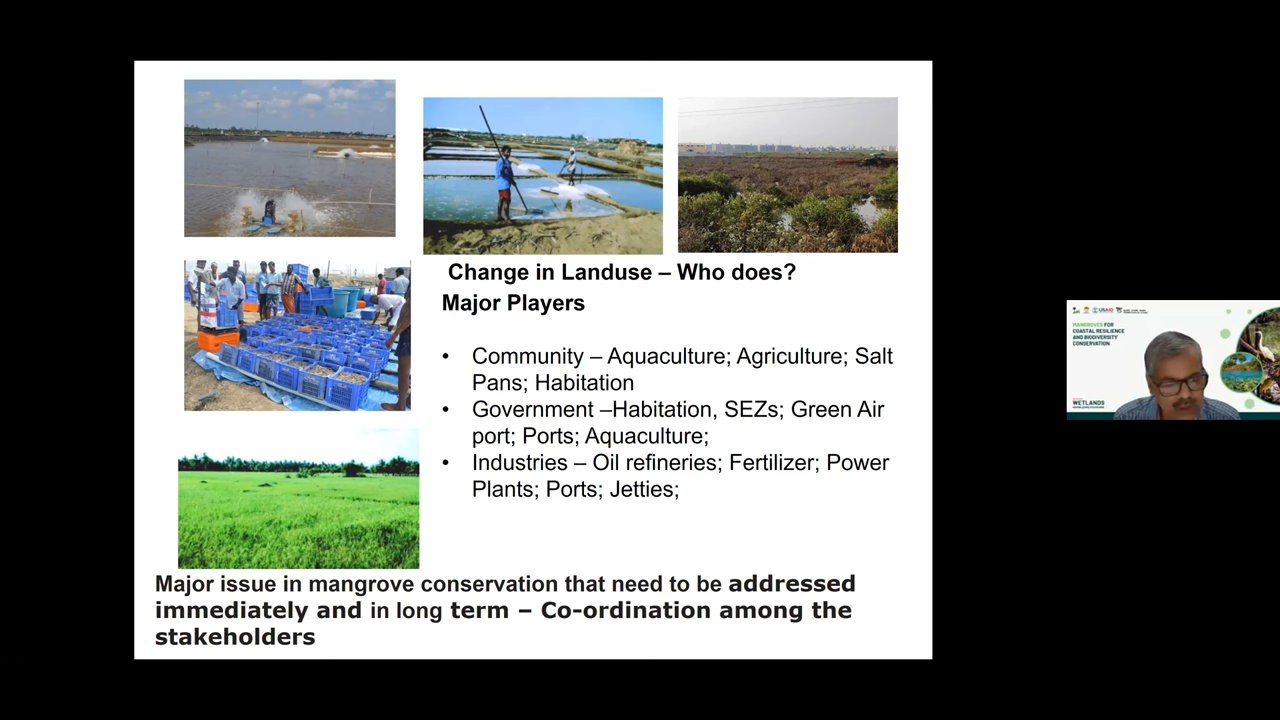 Change in Landuse – Who does?
Major Players
• Community – Aquaculture; Agriculture; Salt
Pans; Habitation
• Government –Habitation, SEZs; Green Air
port; Ports; Aquaculture;
• Industries – Oil refineries; Fertilizer; Power
Plants; Ports; Jetties;
Major issue in mangrove conservation that need to be addressed
immediately and in long term – Co-ordination among the
stakeholders
USAID
MANGROVES FOR
COASTAL RESILIENCE
AND BIODIVERSITY
CONSERVATION
WETLANDS